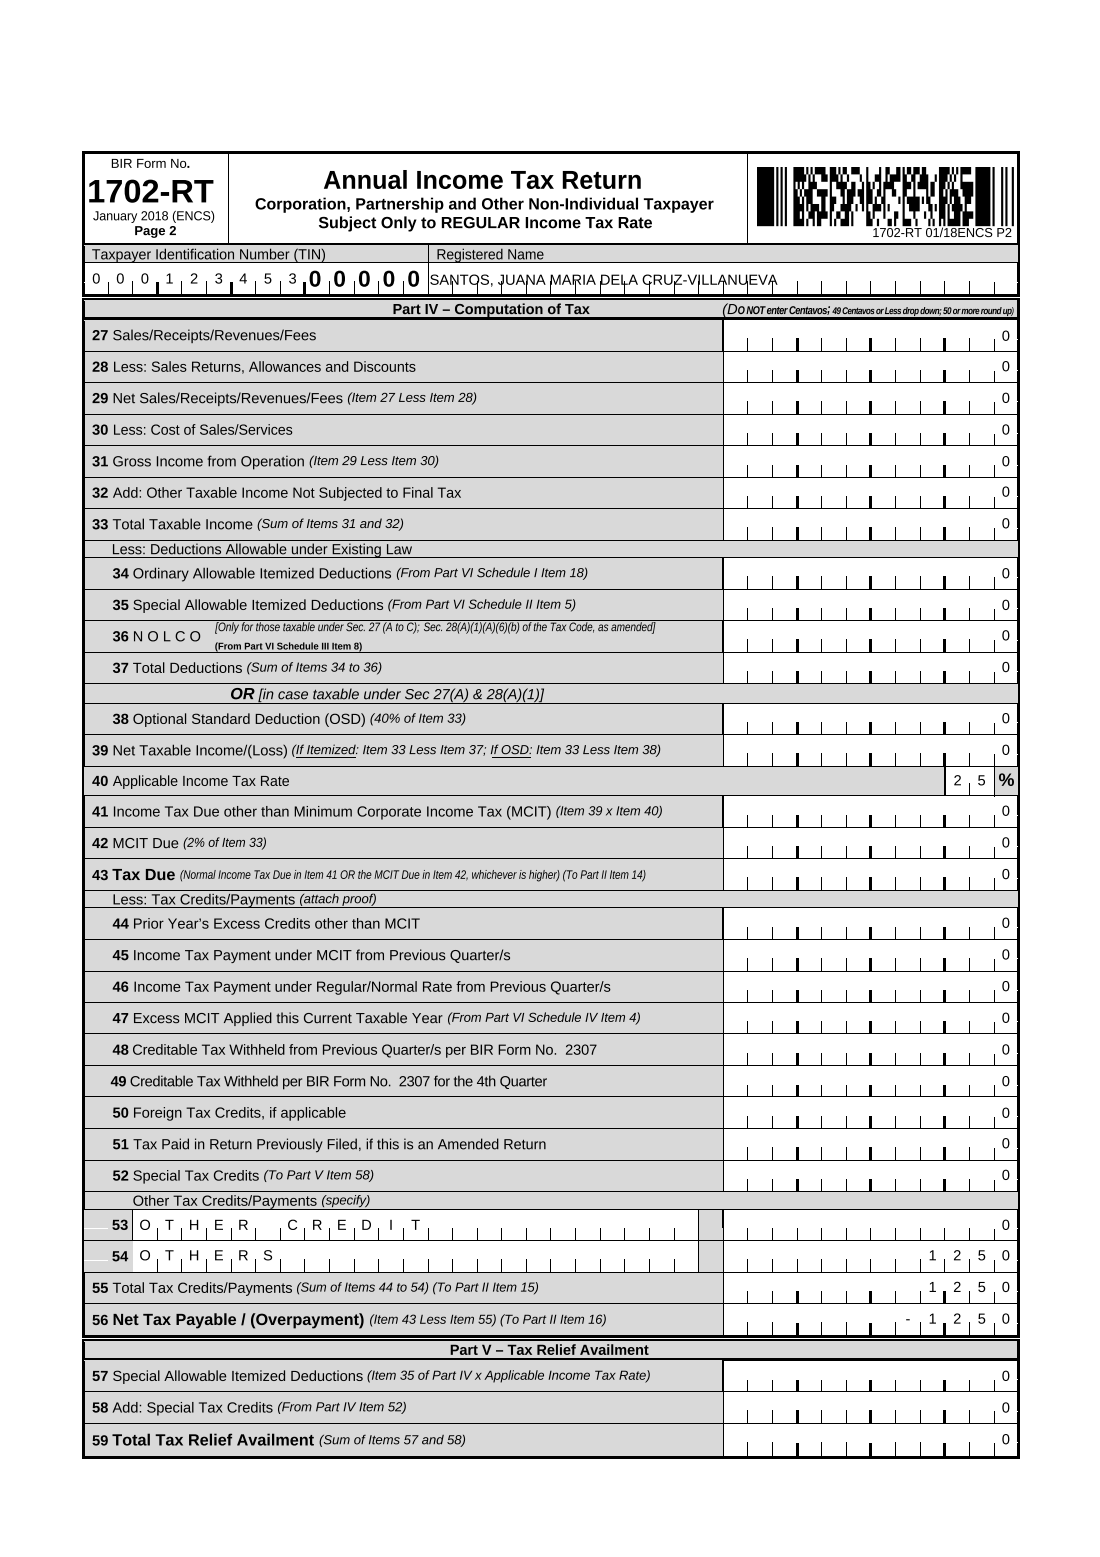 BIR Form No.
1702-RT
January 2018 (ENCS)
Page 2
Annual Income Tax Return
Corporation, Partnership and Other Non-Individual Taxpayer
Subject Only to REGULAR Income Tax Rate
1702-RT 01/18ENCS P2
Taxpayer Identification Number (TIN) Registered Name
0 0 0 1 2 3 4 5 3 0 0 0 0 0 SANTOS, JUANA MARIA DELA CRUZ-VILLANUEVA
Part IV – Computation of Tax (DO NOT enter Centavos; 49 Centavos or Less drop down; 50 or more round up)
27 Sales/Receipts/Revenues/Fees 0
28 Less: Sales Returns, Allowances and Discounts 0
29 Net Sales/Receipts/Revenues/Fees (Item 27 Less Item 28) 0
30 Less: Cost of Sales/Services 0
31 Gross Income from Operation (Item 29 Less Item 30) 0
32 Add: Other Taxable Income Not Subjected to Final Tax 0
33 Total Taxable Income (Sum of Items 31 and 32) 0
Less: Deductions Allowable under Existing Law
34 Ordinary Allowable Itemized Deductions (From Part VI Schedule I Item 18) 0
35 Special Allowable Itemized Deductions (From Part VI Schedule II Item 5) 0
36 N O L C O [Only for those taxable under Sec. 27 (A to C); Sec. 28(A)(1)(A)(6)(b) of the Tax Code, as amended] 0
(From Part VI Schedule III Item 8)
37 Total Deductions (Sum of Items 34 to 36) 0
OR [in case taxable under Sec 27(A) & 28(A)(1)]
38 Optional Standard Deduction (OSD) (40% of Item 33) 0
39 Net Taxable Income/(Loss) (If Itemized: Item 33 Less Item 37; If OSD: Item 33 Less Item 38) 0
40 Applicable Income Tax Rate 2 5 %
41 Income Tax Due other than Minimum Corporate Income Tax (MCIT) (Item 39 x Item 40) 0
42 MCIT Due (2% of Item 33) 0
43 Tax Due (Normal Income Tax Due in Item 41 OR the MCIT Due in Item 42, whichever is higher) (To Part II Item 14) 0
Less: Tax Credits/Payments (attach proof)
44 Prior Year’s Excess Credits other than MCIT 0
45 Income Tax Payment under MCIT from Previous Quarter/s 0
46 Income Tax Payment under Regular/Normal Rate from Previous Quarter/s 0
47 Excess MCIT Applied this Current Taxable Year (From Part VI Schedule IV Item 4) 0
48 Creditable Tax Withheld from Previous Quarter/s per BIR Form No. 2307 0
49 Creditable Tax Withheld per BIR Form No. 2307 for the 4th Quarter 0
50 Foreign Tax Credits, if applicable 0
51 Tax Paid in Return Previously Filed, if this is an Amended Return 0
52 Special Tax Credits (To Part V Item 58) 0
Other Tax Credits/Payments (specify)
53 O T H E R C R E D I T 0
54 O T H E R S 1 2 5 0
55 Total Tax Credits/Payments (Sum of Items 44 to 54) (To Part II Item 15) 1 2 5 0
56 Net Tax Payable / (Overpayment) (Item 43 Less Item 55) (To Part II Item 16) - 1 2 5 0
Part V – Tax Relief Availment
57 Special Allowable Itemized Deductions (Item 35 of Part IV x Applicable Income Tax Rate) 0
58 Add: Special Tax Credits (From Part IV Item 52) 0
59 Total Tax Relief Availment (Sum of Items 57 and 58) 0